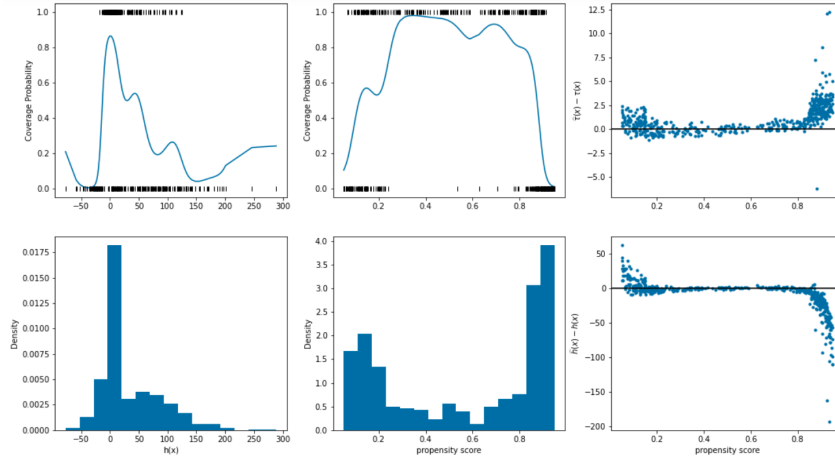 1.0
0.8
0.6
0.4
0.2
0.0
Coverage Probability
−50 0 50 100 150 200 250 300
1.0
0.8
0.6
0.4
0.2
0.0
Coverage Probability
0.2 0.4 0.6 0.8
12.5
10.0
7.5
5.0
2.5
0.0
−2.5
−5.0
τ̄(x) − τ(x)
0.2 0.4 0.6 0.8
propensity score
0.0175
0.0150
0.0125
0.0100
0.0075
0.0050
0.0025
0.0000
Density
−50 0 50 100 150 200 250 300
h(x)
4.0
3.5
3.0
2.5
2.0
1.5
1.0
0.5
0.0
Density
0.2 0.4 0.6 0.8
propensity score
50
0
−50
−100
−150
−200
h̄(x) − h(x)
0.2 0.4 0.6 0.8
propensity score